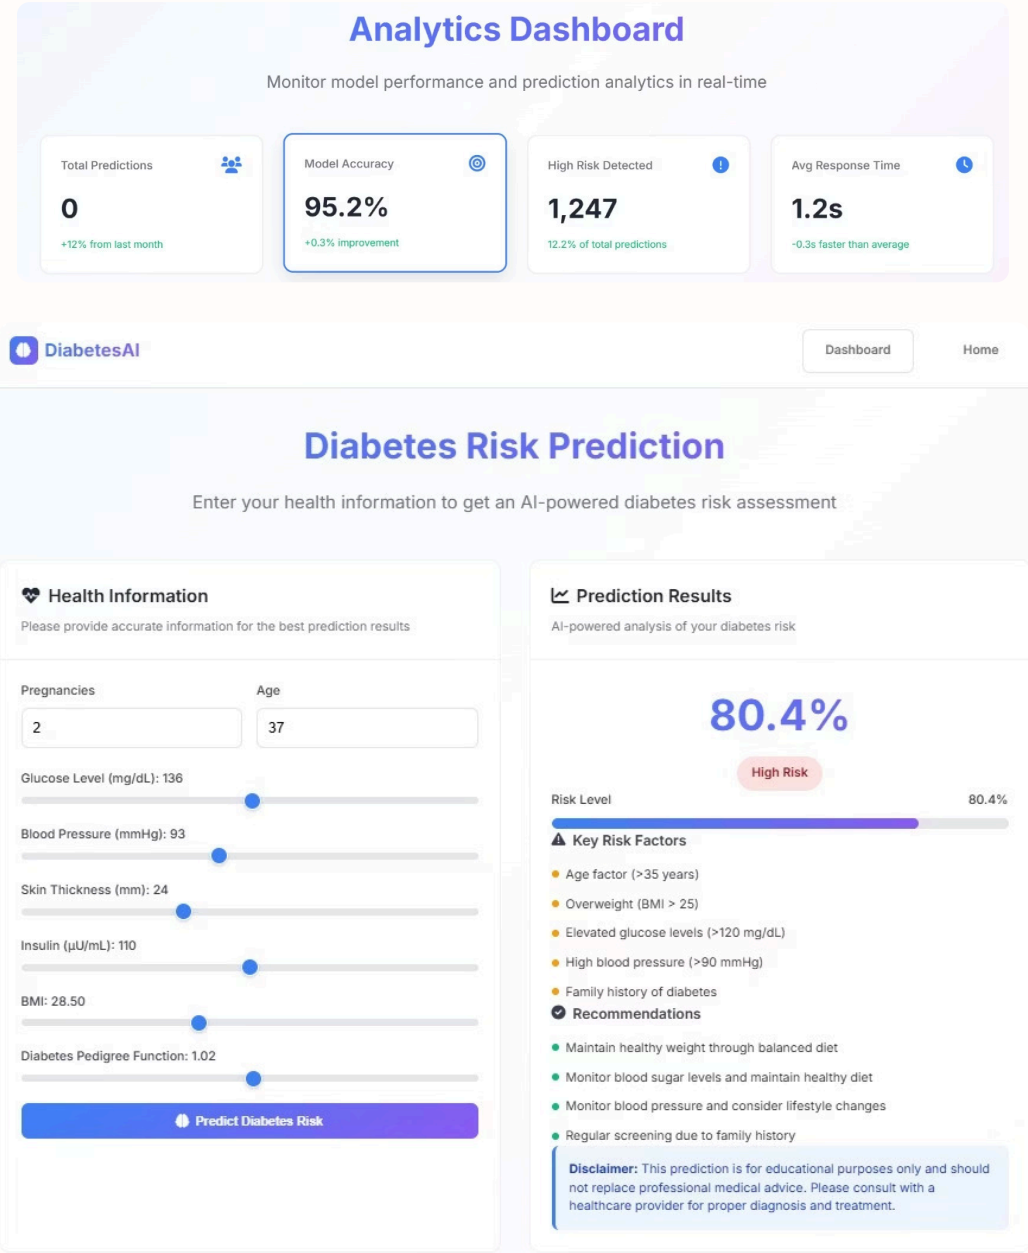 Analytics Dashboard
Monitor model performance and prediction analytics in real-time
Total Predictions
0
+12% from last month
Model Accuracy
95.2%
+0.3% improvement
High Risk Detected
1,247
12.2% of total predictions
Avg Response Time
1.2s
-0.3s faster than average
DiabetesAI
Dashboard
Home
Diabetes Risk Prediction
Enter your health information to get an AI-powered diabetes risk assessment
Health Information
Please provide accurate information for the best prediction results
Pregnancies
2
Age
37
Glucose Level (mg/dL): 136
Blood Pressure (mmHg): 93
Skin Thickness (mm): 24
Insulin (μU/mL): 110
BMI: 28.50
Diabetes Pedigree Function: 1.02
Predict Diabetes Risk
Prediction Results
AI-powered analysis of your diabetes risk
80.4%
High Risk
Risk Level
80.4%
Key Risk Factors
Age factor (>35 years)
Overweight (BMI > 25)
Elevated glucose levels (>120 mg/dL)
High blood pressure (>90 mmHg)
Family history of diabetes
Recommendations
Maintain healthy weight through balanced diet
Monitor blood sugar levels and maintain healthy diet
Monitor blood pressure and consider lifestyle changes
Regular screening due to family history
Disclaimer: This prediction is for educational purposes only and should
not replace professional medical advice. Please consult with a
healthcare provider for proper diagnosis and treatment.